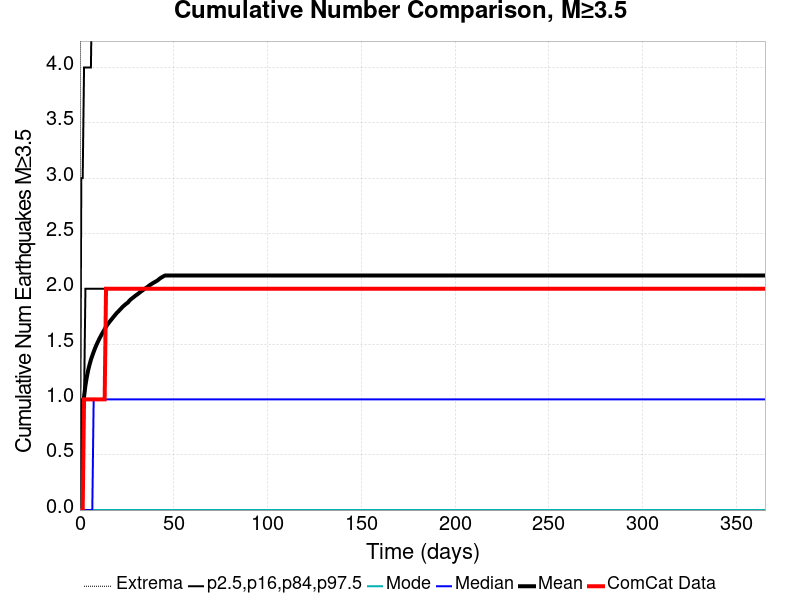 Cumulative Number Comparison, M≥3.5
Cumulative Num Earthquakes M≥3.5
4.0
3.5
3.0
2.5
2.0
1.5
1.0
0.5
0.0
0 50 100 150 200 250 300 350
Time (days)
Extrema p2.5,p16,p84,p97.5 Mode Median Mean ComCat Data